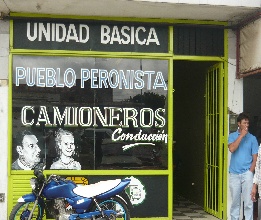 UNIDAD BASICA
PUEBLO PERONISTA
CAMIONEROS
Conducción